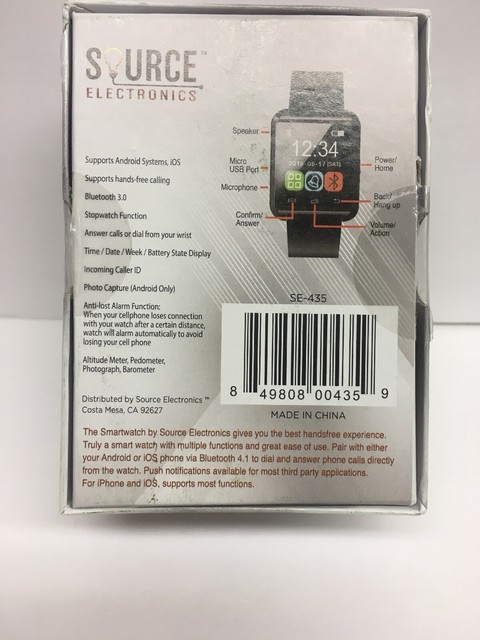 SOURCE™
ELECTRONICS
Speaker
12:34
Supports Android Systems, iOS
Micro
USB Port
Power/
Home
Supports hands-free calling
Microphone
Bluetooth 3.0
Back/
Hang up
Stopwatch Function
Confirm/
Answer
Volume/
Action
Answer calls or dial from your wrist
Time / Date / Week / Battery State Display
Incoming Caller ID
Photo Capture (Android Only)
SE-435
Anti-lost Alarm Function:
When your cellphone loses connection
with your watch after a certain distance,
watch will alarm automatically to avoid
losing your cell phone
Altitude Meter, Pedometer,
Photograph, Barometer
8 49808 00435 9
Distributed by Source Electronics ™
Costa Mesa, CA 92627
MADE IN CHINA
The Smartwatch by Source Electronics gives you the best handsfree experience.
Truly a smart watch with multiple functions and great ease of use. Pair with either
your Android or iOS phone via Bluetooth 4.1 to dial and answer phone calls directly
from the watch. Push notifications available for most third party applications.
For iPhone and iOS, supports most functions.